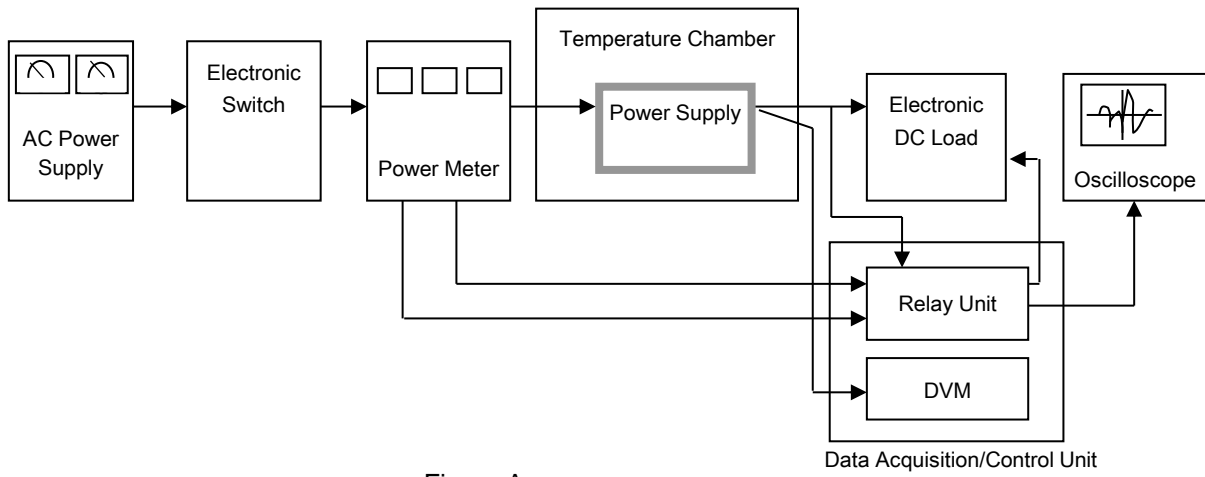 Temperature Chamber
Electronic
Switch
Power Supply
Electronic
DC Load
AC Power
Supply
Power Meter
Oscilloscope
Relay Unit
DVM
Data Acquisition/Control Unit
Figure A